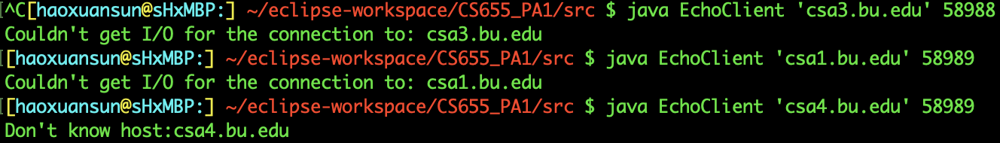 ^C[haoxuansun@sHxMBP:] ~/eclipse-workspace/CS655_PA1/src $ java EchoClient 'csa3.bu.edu' 58988
Couldn't get I/O for the connection to: csa3.bu.edu
[[haoxuansun@sHxMBP:] ~/eclipse-workspace/CS655_PA1/src $ java EchoClient 'csa1.bu.edu' 58989
Couldn't get I/O for the connection to: csa1.bu.edu
[[haoxuansun@sHxMBP:] ~/eclipse-workspace/CS655_PA1/src $ java EchoClient 'csa4.bu.edu' 58989
Don't know host:csa4.bu.edu